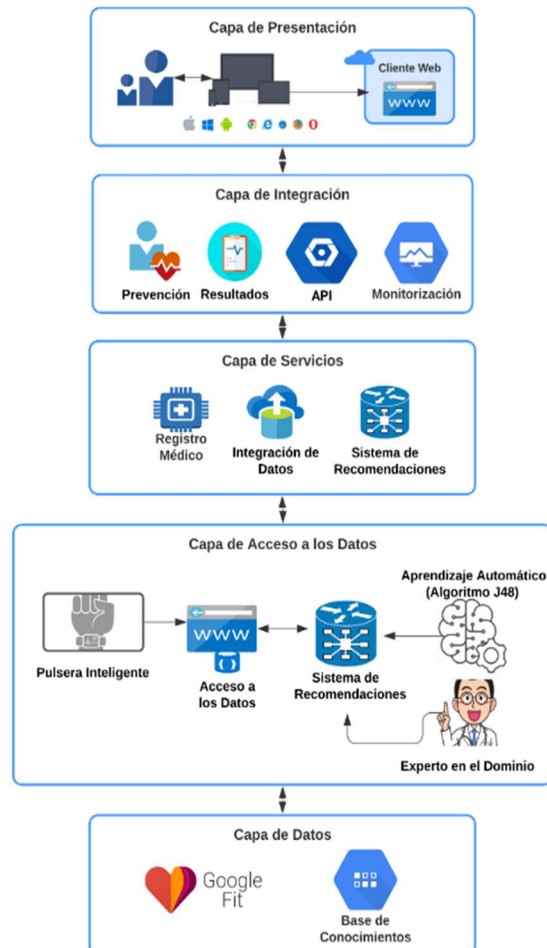 Capa de Presentación
Cliente Web
WWW
Capa de Integración
Prevención
Resultados
API
Monitorización
Capa de Servicios
Registro
Médico
Integración de
Datos
Sistema de
Recomendaciones
Capa de Acceso a los Datos
Aprendizaje Automático
(Algoritmo J48)
www
Pulsera Inteligente
Acceso a
los Datos
Sistema de
Recomendaciones
Experto en el Dominio
Capa de Datos
Google
Fit
Base de
Conocimientos